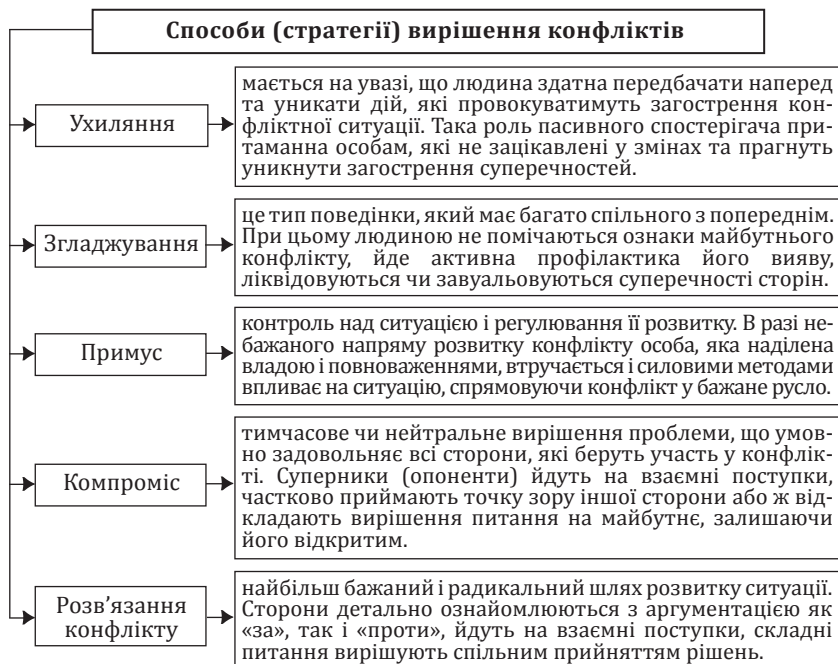 Способи (стратегії) вирішення конфліктів
Ухиляння
мається на увазі, що людина здатна передбачати наперед
та уникати дій, які провокуватимуть загострення кон-
фліктної ситуації. Така роль пасивного спостерігача при-
таманна особам, які не зацікавлені у змінах та прагнуть
уникнути загострення суперечностей.
Згладжування
це тип поведінки, який має багато спільного з попереднім.
При цьому людиною не помічаються ознаки майбутнього
конфлікту, йде активна профілактика його вияву,
ліквідовуються чи завуальовуються суперечності сторін.
Примус
контроль над ситуацією і регулювання її розвитку. В разі не-
бажаного напряму розвитку конфлікту особа, яка наділена
владою і повноваженнями, втручається і силовими методами
впливає на ситуацію, спрямовуючи конфлікт у бажане русло.
Компроміс
тимчасове чи нейтральне вирішення проблеми, що умов-
но задовольняє всі сторони, які беруть участь у конфлік-
ті. Суперники (опоненти) йдуть на взаємні поступки,
частково приймають точку зору іншої сторони або ж від-
кладають вирішення питання на майбутнє, залишаючи
його відкритим.
Розв'язання
конфлікту
найбільш бажаний і радикальний шлях розвитку ситуації.
Сторони детально ознайомлюються з аргументацією як
«за», так і «проти», йдуть на взаємні поступки, складні
питання вирішують спільним прийняттям рішень.